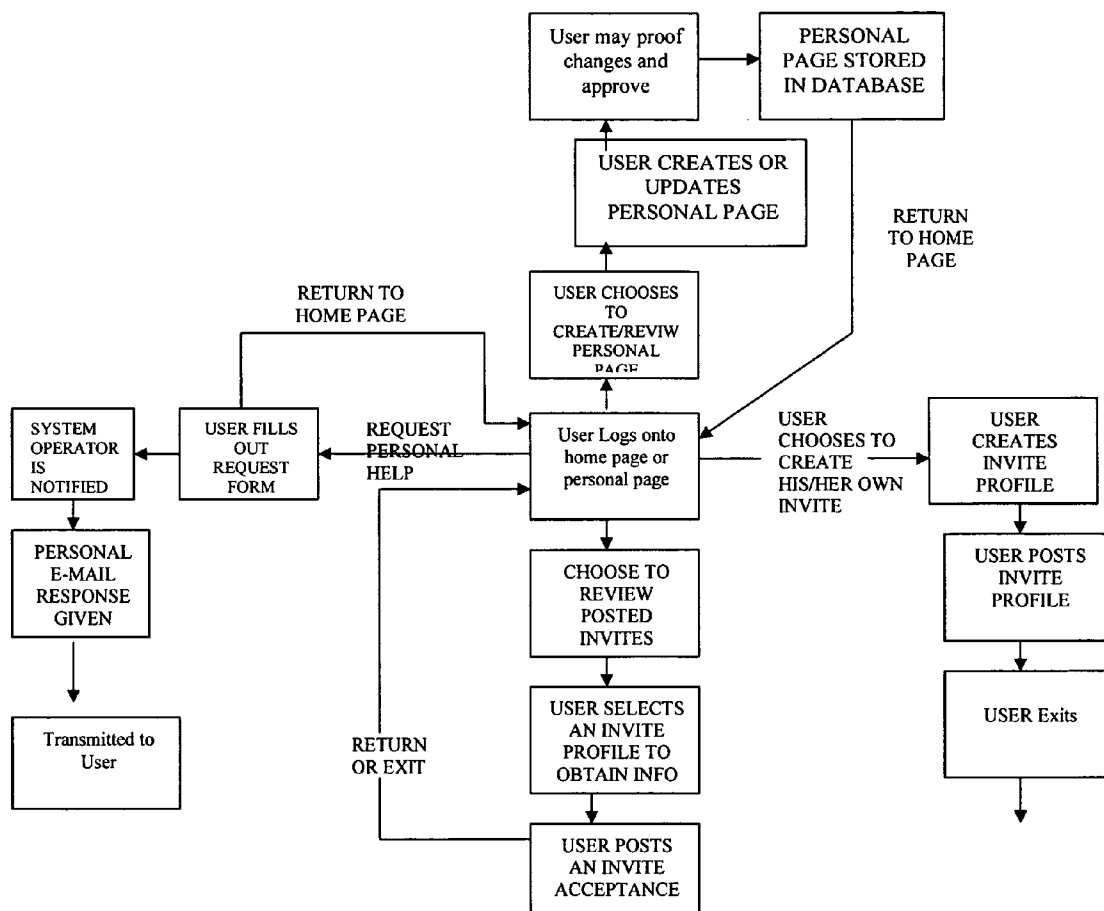 User may proof
changes and
approve
PERSONAL
PAGE STORED
IN DATABASE
USER CREATES OR
UPDATES
PERSONAL PAGE
RETURN
TO HOME
PAGE
USER CHOOSES
TO
CREATE/REVIW
PERSONAL
PAGE
RETURN TO
HOME PAGE
SYSTEM
OPERATOR
IS
NOTIFIED
USER FILLS
OUT
REQUEST
FORM
REQUEST
PERSONAL
HELP
User Logs onto
home page or
personal page
USER
CHOOSES TO
CREATE
HIS/HER OWN
INVITE
USER
CREATES
INVITE
PROFILE
PERSONAL
E-MAIL
RESPONSE
GIVEN
CHOOSE TO
REVIEW
POSTED
INVITES
USER POSTS
INVITE
PROFILE
Transmitted to
User
RETURN
OR EXIT
USER SELECTS
AN INVITE
PROFILE TO
OBTAIN INFO
USER Exits
USER POSTS
AN INVITE
ACCEPTANCE